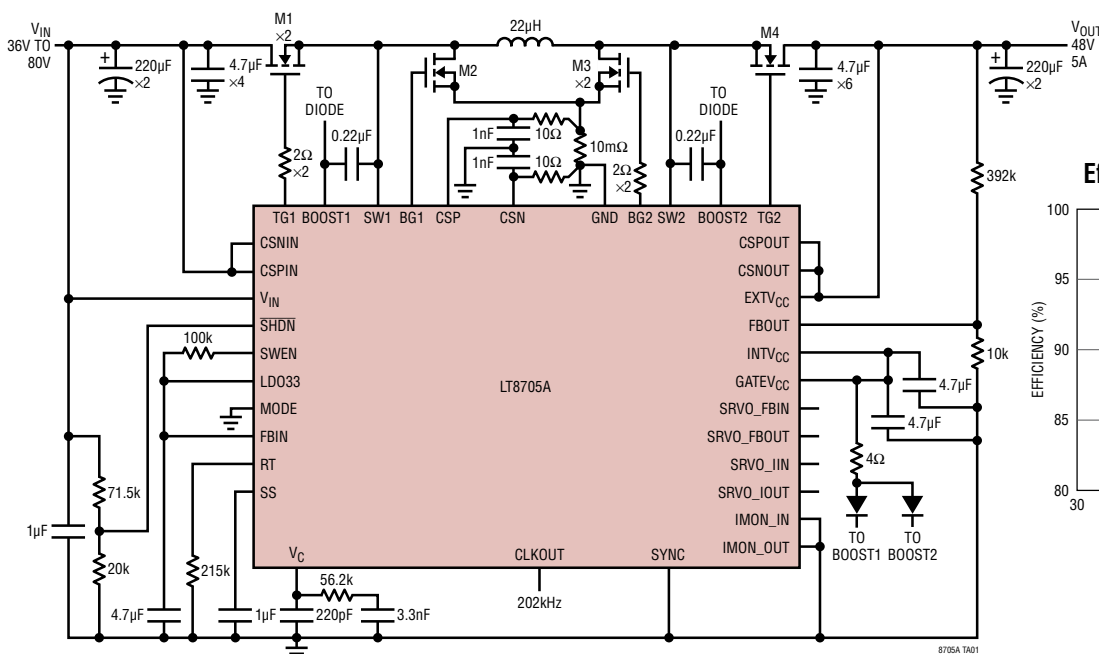 VIN
36V TO
80V
220µF
×2
4.7µF
×4
M1
×2
22µH
M2
M3
×2
M4
4.7µF
×6
220µF
×2
VOUT
48V
5A
TO
DIODE
0.22µF
2Ω
×2
1nF
10Ω
1nF
10Ω
10mΩ
2Ω
×2
TO
DIODE
0.22µF
392k
TG1 BOOST1 SW1 BG1 CSP CSN GND BG2 SW2 BOOST2 TG2
CSNIN
CSPIN
VIN
SHDN
SWEN
LDO33
MODE
FBIN
RT
SS
100k
LT8705A
CSPOUT
CSNOUT
EXTVCC
FBOUT
INTVCC
GATEVCC
SRVO_FBIN
SRVO_FBOUT
SRVO_IIN
SRVO_IOUT
IMON_IN
IMON_OUT
10k
4.7µF
4.7µF
4Ω
TO
BOOST1
TO
BOOST2
VC CLKOUT SYNC
71.5k
1µF
20k
4.7µF
215k
1µF
220pF
56.2k
3.3nF
202kHz
8705A TA01
Ef
EFFICIENCY (%)
100
95
90
85
80
30